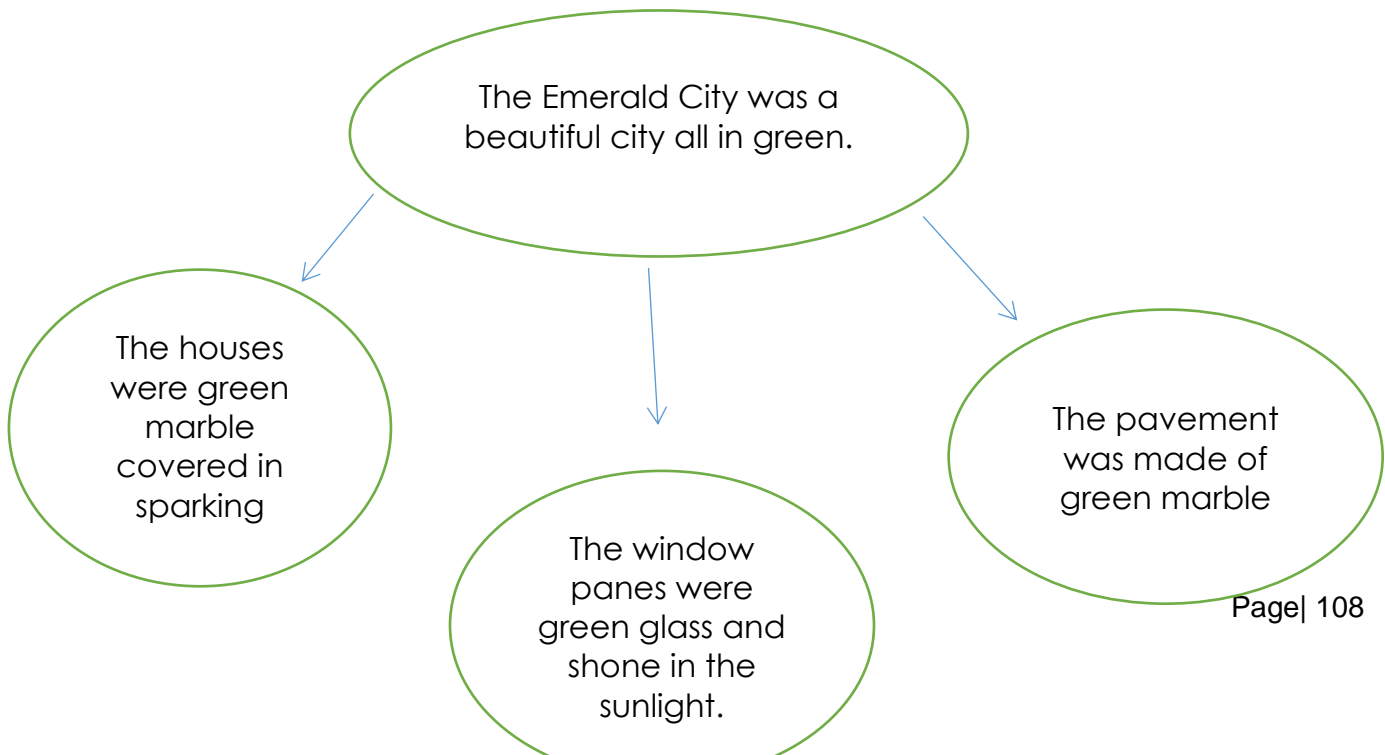 The Emerald City was a
beautiful city all in green.
The houses
were green
marble
covered in
sparking
The window
panes were
green glass and
shone in the
sunlight.
The pavement
was made of
green marble
Page| 108